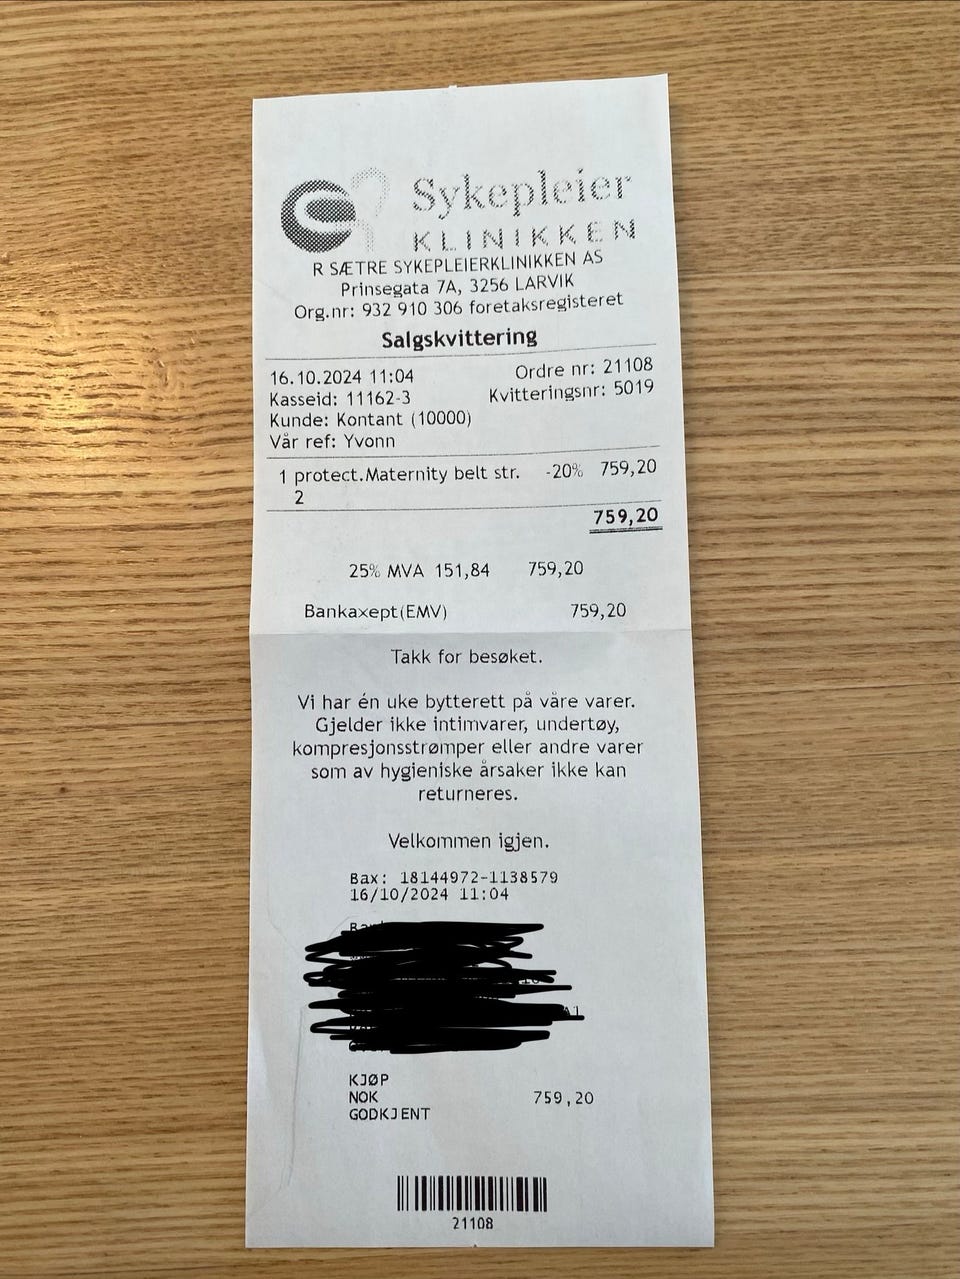 Sykepleier
KLINIKKEN
R SÆTRE SYKEPLEIERKLINIKKEN AS
Prinsegata 7A, 3256 LARVIK
Org.nr: 932 910 306 foretaksregisteret
Salgskvittering
16.10.2024 11:04 Ordre nr: 21108
Kasseid: 11162-3 Kvitteringsnr: 5019
Kunde: Kontant (10000)
Vår ref: Yvonn
1 protect.Maternity belt str. -20% 759,20
2
759,20
25% MVA 151,84 759,20
Bankaxept(EMV) 759,20
Takk for besøket.
Vi har én uke bytterett på våre varer.
Gjelder ikke intimvarer, undertøy,
kompresjonsstrømper eller andre varer
som av hygieniske årsaker ikke kan
returneres.
Velkommen igjen.
Bax: 18144972-1138579
16/10/2024 11:04
KJØP
NOK 759,20
GODKJENT
21108